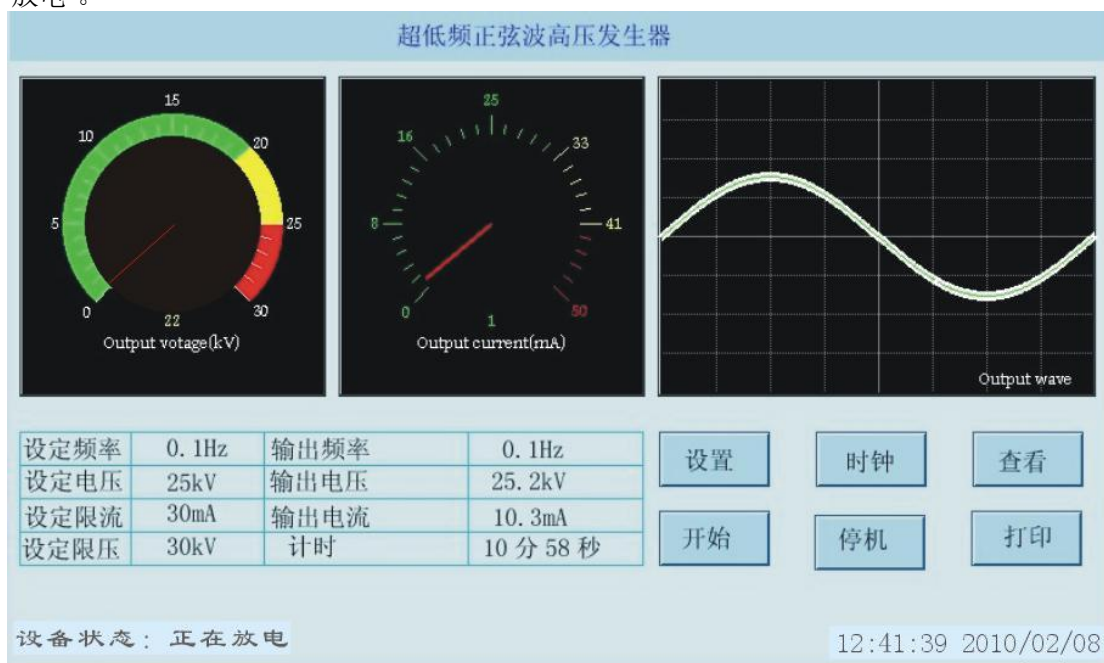 放电。
超低频正弦波高压发生器
15
10
20
5
25
0
30
22
Output votage(kV)
25
16
33
8
41
0
50
1
Output current(mA)
Output wave
设定频率 0.1Hz 输出频率 0.1Hz
设定电压 25kV 输出电压 25.2kV
设定限流 30mA 输出电流 10.3mA
设定限压 30kV 计时 10分58秒
设置 时钟 查看
开始 停机 打印
设备状态：正在放电
12:41:39 2010/02/08